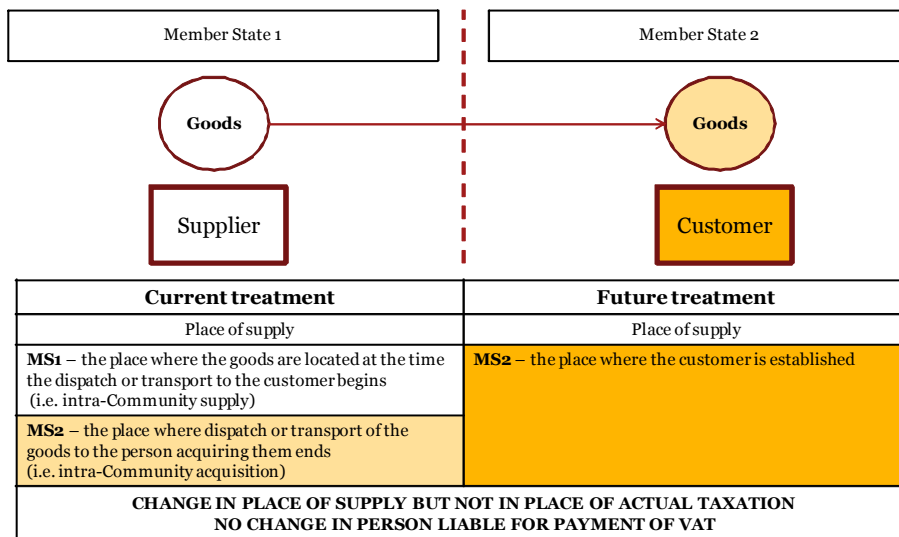 Member State 1
Member State 2
Goods
Goods
Supplier
Customer
Current treatment
Future treatment
Place of supply
Place of supply
MS1 – the place where the goods are located at the time
the dispatch or transport to the customer begins
(i.e. intra-Community supply)
MS2 – the place where the customer is established
MS2 – the place where dispatch or transport of the
goods to the person acquiring them ends
(i.e. intra-Community acquisition)
CHANGE IN PLACE OF SUPPLY BUT NOT IN PLACE OF ACTUAL TAXATION
NO CHANGE IN PERSON LIABLE FOR PAYMENT OF VAT